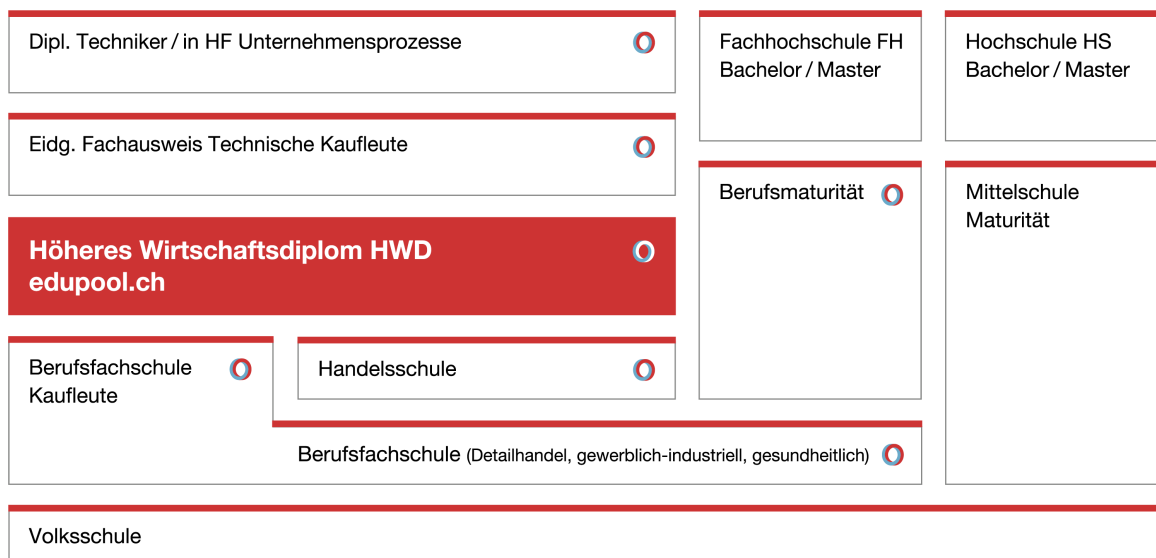 Dipl. Techniker / in HF Unternehmensprozesse
Fachhochschule FH
Bachelor / Master
Hochschule HS
Bachelor / Master
Eidg. Fachausweis Technische Kaufleute
Berufsmaturität
Mittelschule
Maturität
Höheres Wirtschaftsdiplom HWD
edupool.ch
Berufsfachschule
Kaufleute
Handelsschule
Berufsfachschule (Detailhandel, gewerblich-industriell, gesundheitlich)
Volksschule